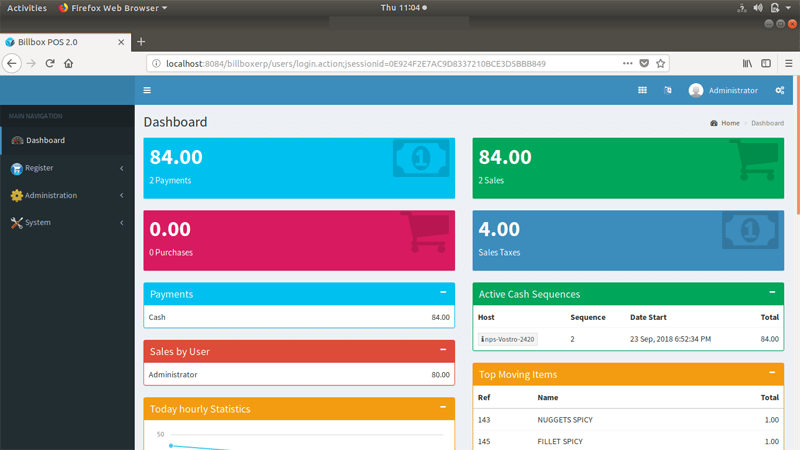 Activities Firefox Web Browser Thu 11:04
Billbox POS 2.0
localhost:8084/billboxerp/users/login.action;jsessionid=0E924F2E7AC9D8337210BCE3D5BBB849
Administrator
MAIN NAVIGATION
Dashboard
Register
Administration
System
Dashboard
Home > Dashboard
84.00
2 Payments
84.00
2 Sales
0.00
0 Purchases
4.00
Sales Taxes
Payments
Cash 84.00
Sales by User
Administrator 80.00
Today hourly Statistics
50
Active Cash Sequences
Host Sequence Date Start Total
nps-Vostro-2420 2 23 Sep, 2018 6:52:34 PM 84.00
Top Moving Items
Ref Name Total
143 NUGGETS SPICY 1.00
145 FILLET SPICY 1.00